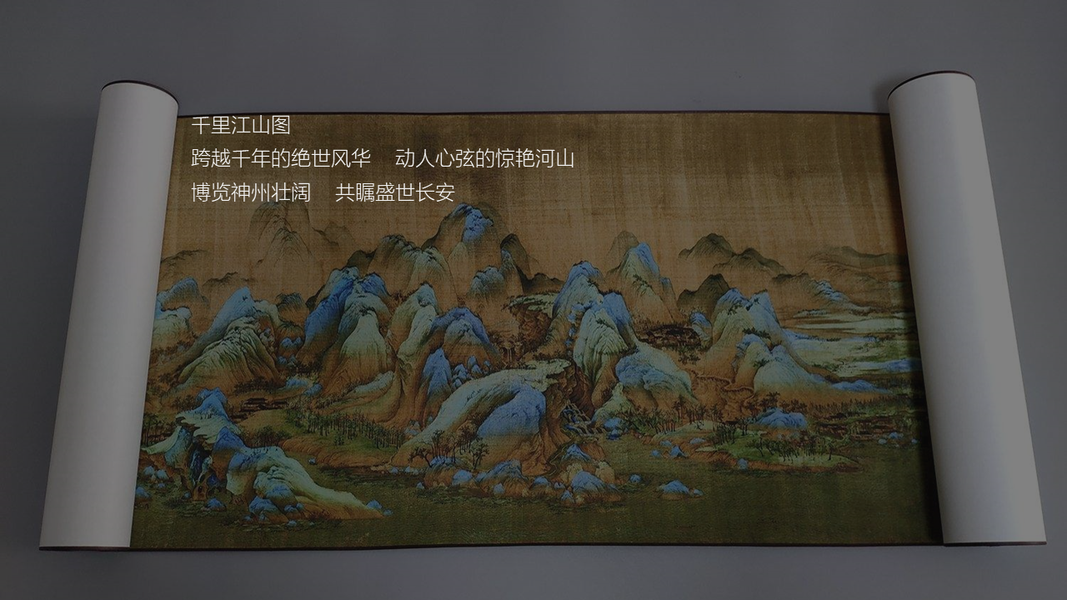 千里江山图
跨越千年的绝世风华 动人心弦的惊艳河山
博览神州壮阔 共瞩盛世长安